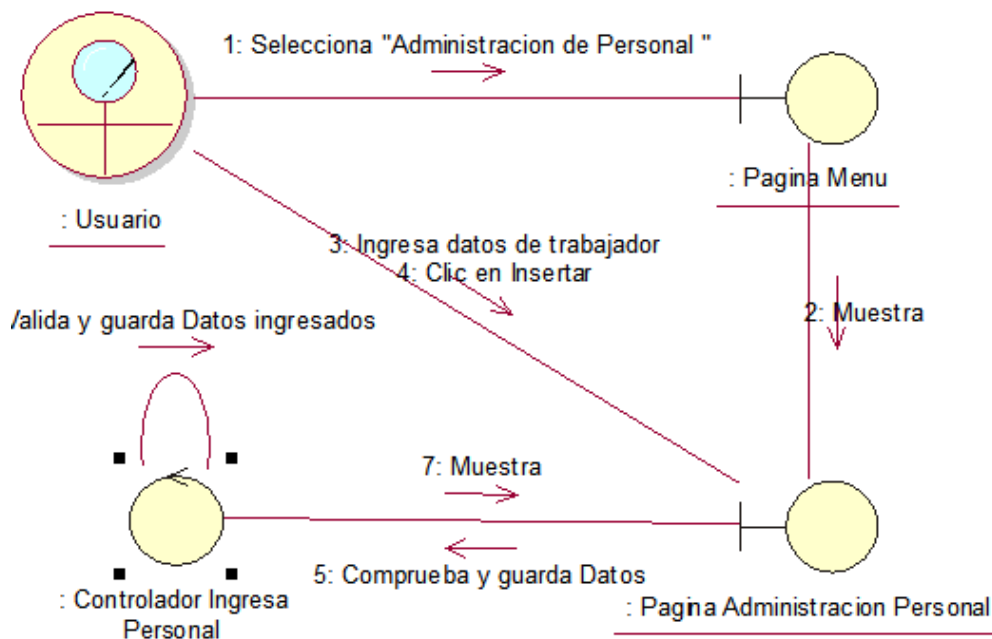 1: Selecciona "Administracion de Personal "
: Pagina Menu
: Usuario
3: Ingresa datos de trabajador
4: Clic en Insertar
2: Muestra
Valida y guarda Datos ingresados
7: Muestra
5: Comprueba y guarda Datos
: Controlador Ingresa
Personal
: Pagina Administracion Personal